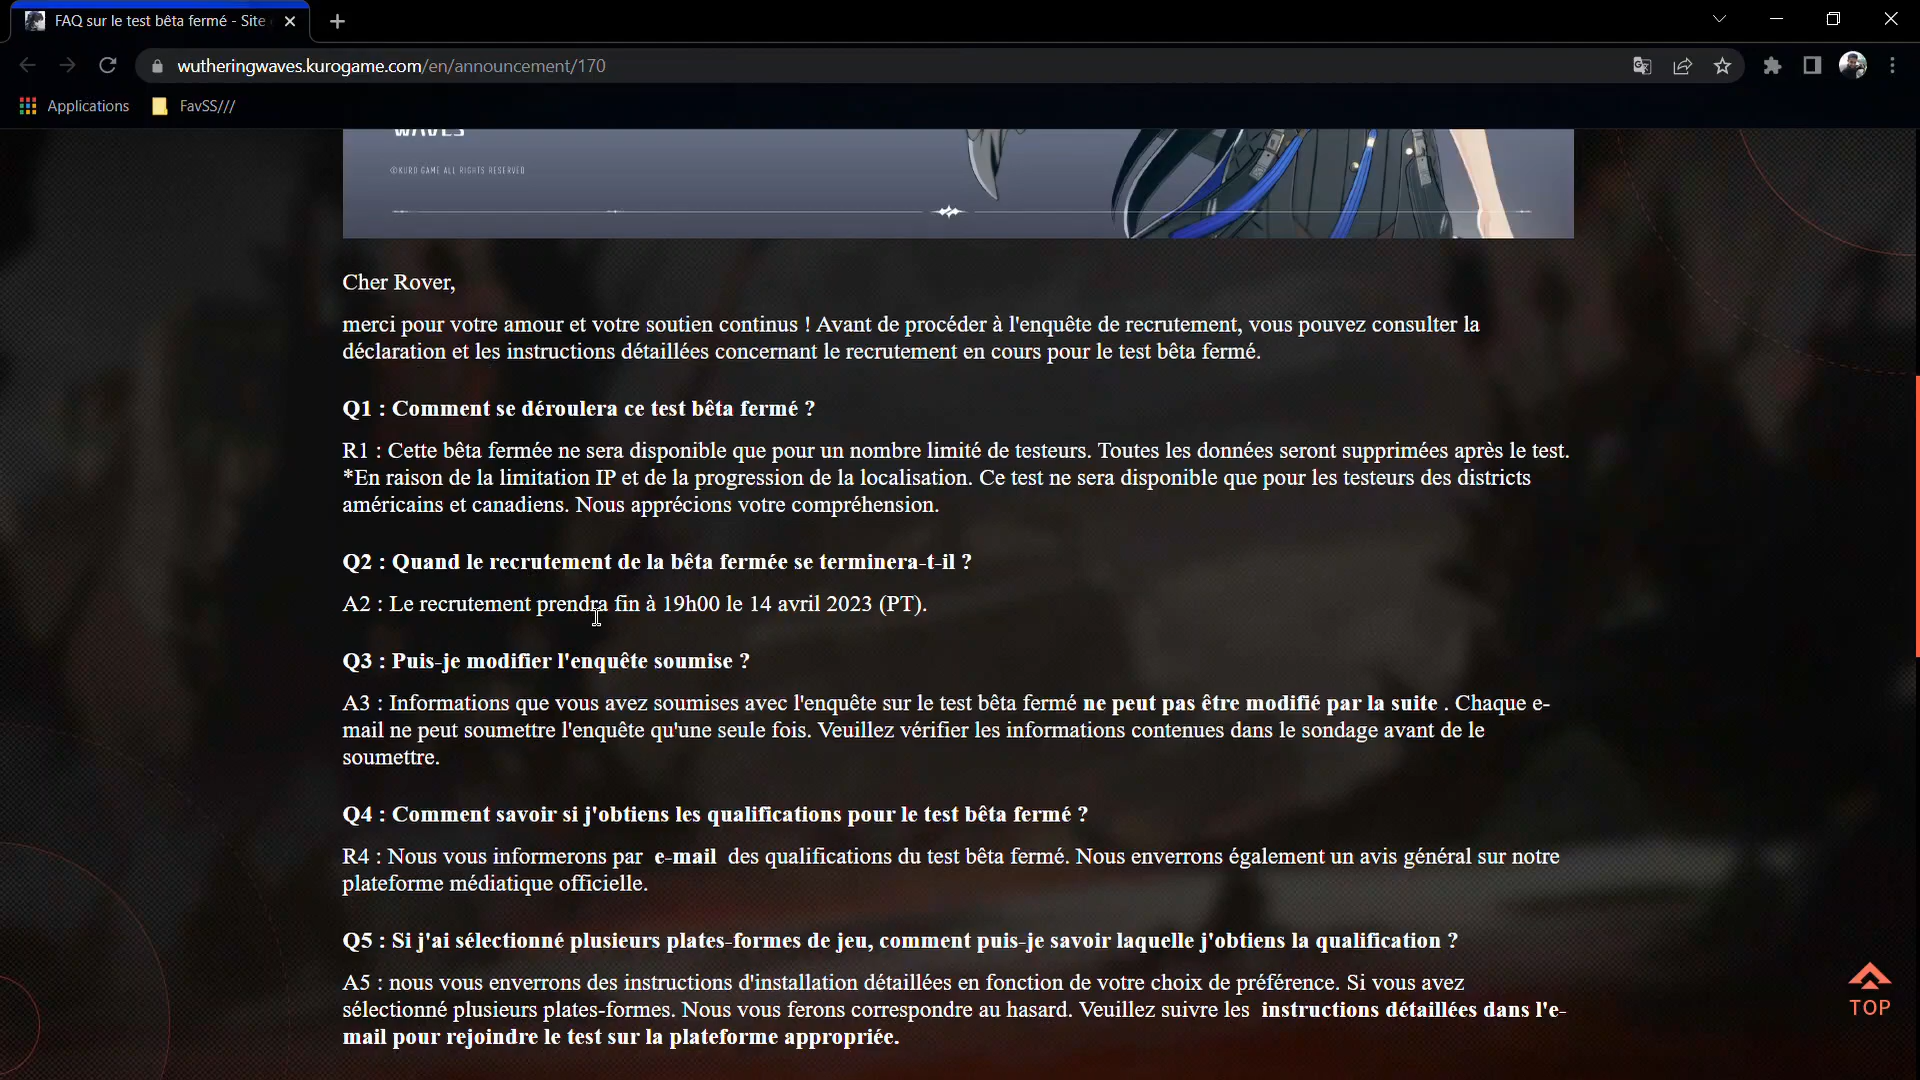 FAQ sur le test bêta fermé - Site
wutheringwaves.kurogame.com/en/announcement/170
Applications FavSS///
WAVES
©KURO GAME ALL RIGHTS RESERVED
Cher Rover,
merci pour votre amour et votre soutien continus ! Avant de procéder à l'enquête de recrutement, vous pouvez consulter la
déclaration et les instructions détaillées concernant le recrutement en cours pour le test bêta fermé.
Q1 : Comment se déroulera ce test bêta fermé ?
R1 : Cette bêta fermée ne sera disponible que pour un nombre limité de testeurs. Toutes les données seront supprimées après le test.
*En raison de la limitation IP et de la progression de la localisation. Ce test ne sera disponible que pour les testeurs des districts
américains et canadiens. Nous apprécions votre compréhension.
Q2 : Quand le recrutement de la bêta fermée se terminera-t-il ?
A2 : Le recrutement prendra fin à 19h00 le 14 avril 2023 (PT).
Q3 : Puis-je modifier l'enquête soumise ?
A3 : Informations que vous avez soumises avec l'enquête sur le test bêta fermé ne peut pas être modifié par la suite . Chaque e-
mail ne peut soumettre l'enquête qu'une seule fois. Veuillez vérifier les informations contenues dans le sondage avant de le
soumettre.
Q4 : Comment savoir si j'obtiens les qualifications pour le test bêta fermé ?
R4 : Nous vous informerons par e-mail des qualifications du test bêta fermé. Nous enverrons également un avis général sur notre
plateforme médiatique officielle.
Q5 : Si j'ai sélectionné plusieurs plates-formes de jeu, comment puis-je savoir laquelle j'obtiens la qualification ?
A5 : nous vous enverrons des instructions d'installation détaillées en fonction de votre choix de préférence. Si vous avez
sélectionné plusieurs plates-formes. Nous vous ferons correspondre au hasard. Veuillez suivre les instructions détaillées dans l'e-
mail pour rejoindre le test sur la plateforme appropriée.
TOP